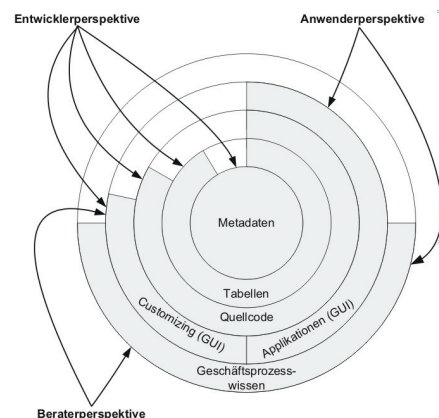 Entwicklerperspektive
Anwenderperspektive
Metadaten
Tabellen
Quellcode
Customizing (GUI)
Applikationen (GUI)
Geschäftsprozess-
wissen
Beraterperspektive